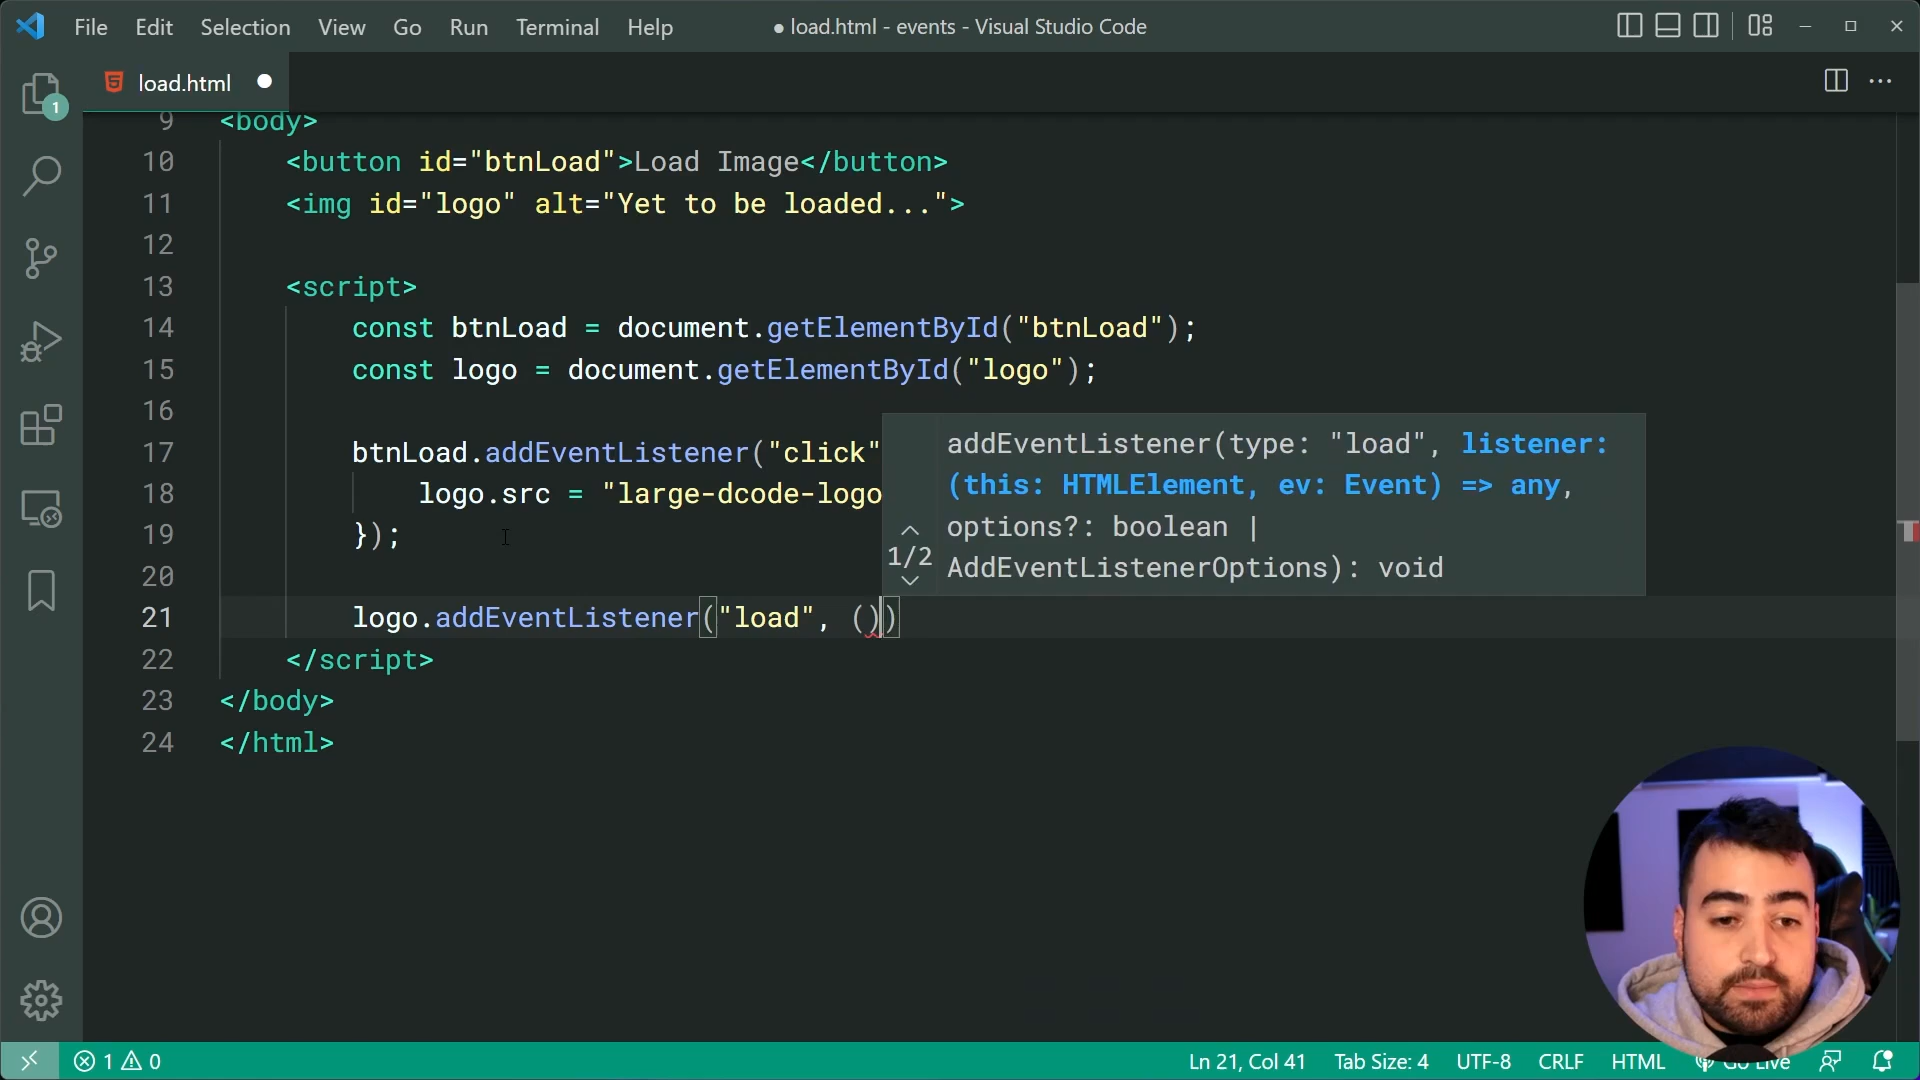 File Edit Selection View Go Run Terminal Help ● load.html - events - Visual Studio Code
1
load.html
9 <body>
10 <button id="btnLoad">Load Image</button>
11 <img id="logo" alt="Yet to be loaded...">
12
13 <script>
14 const btnLoad = document.getElementById("btnLoad");
15 const logo = document.getElementById("logo");
16
17 btnLoad.addEventListener("click"
18 logo.src = "large-dcode-logo
19 });
20
21 logo.addEventListener("load", ())
22 </script>
23 </body>
24 </html>
addEventListener(type: "load", listener:
(this: HTMLElement, ev: Event) => any,
options?: boolean |
1/2
AddEventListenerOptions): void
1 0 Ln 21, Col 41 Tab Size: 4 UTF-8 CRLF HTML Go Live